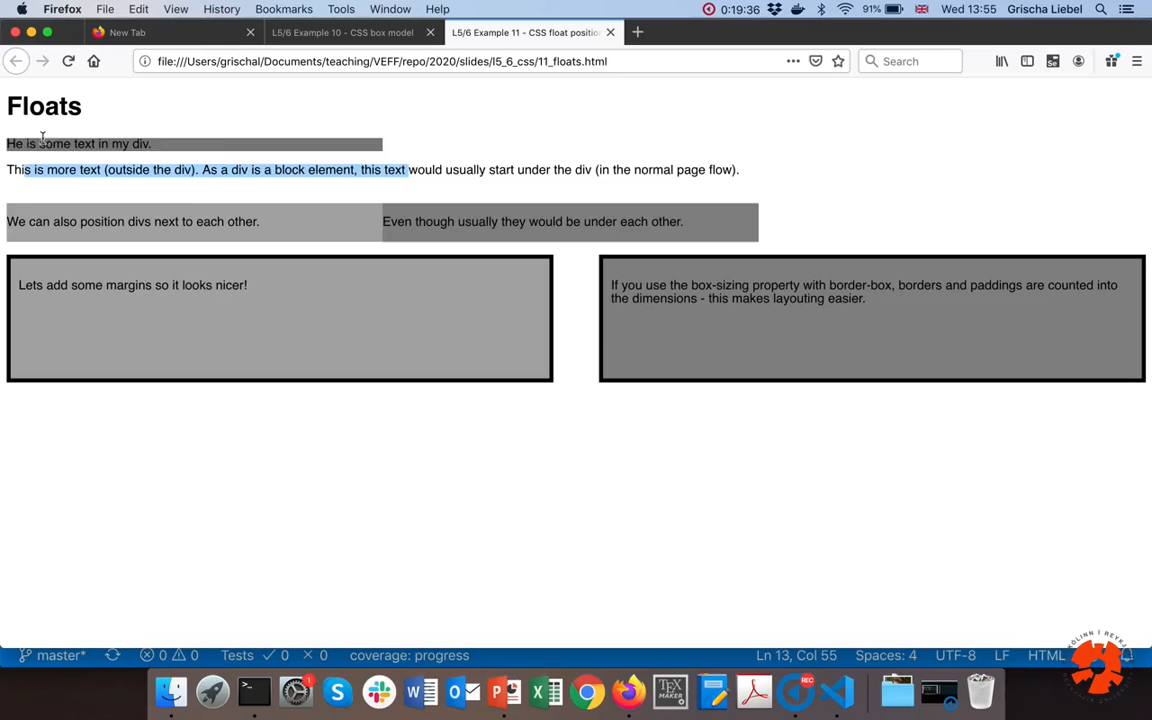 Firefox File Edit View History Bookmarks Tools Window Help 0:19:36 91% Wed 13:55 Grischa Liebel
New Tab L5/6 Example 10 - CSS box model L5/6 Example 11 - CSS float positio
file:///Users/grischal/Documents/teaching/VEFF/repo/2020/slides/l5_6_css/11_floats.html Search
Floats
He is some text in my div.
This is more text (outside the div). As a div is a block element, this text would usually start under the div (in the normal page flow).
We can also position divs next to each other. Even though usually they would be under each other.
Lets add some margins so it looks nicer!
If you use the box-sizing property with border-box, borders and paddings are counted into
the dimensions - this makes layouting easier.
master* 0 0 Tests 0 0 coverage: progress Ln 13, Col 55 Spaces: 4 UTF-8 LF HTML
REC
1
TEX
MAKER